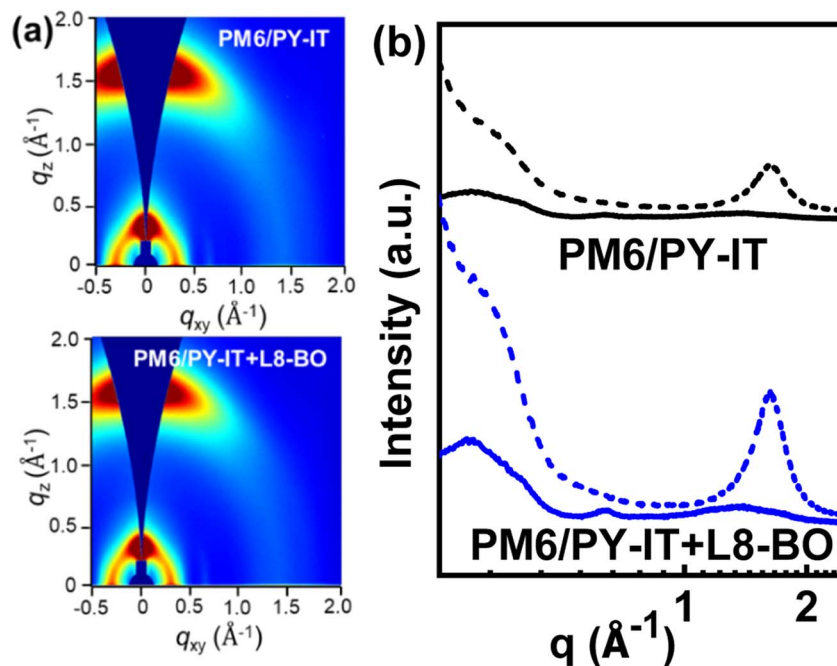 (a)
PM6/PY-IT
2.0
1.5
1.0
0.5
0
q_z (Å⁻¹)
-0.5 0 0.5 1.0 1.5 2.0
q_xy (Å⁻¹)
PM6/PY-IT+L8-BO
2.0
1.5
1.0
0.5
0
q_z (Å⁻¹)
-0.5 0 0.5 1.0 1.5 2.0
q_xy (Å⁻¹)
(b)
Intensity (a.u.)
PM6/PY-IT
PM6/PY-IT+L8-BO
1 2
q (Å⁻¹)